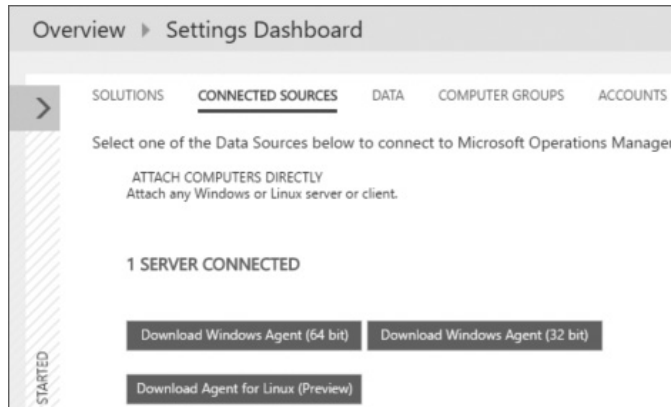 Overview ▸ Settings Dashboard
SOLUTIONS CONNECTED SOURCES DATA COMPUTER GROUPS ACCOUNTS
Select one of the Data Sources below to connect to Microsoft Operations Manage
ATTACH COMPUTERS DIRECTLY
Attach any Windows or Linux server or client.
1 SERVER CONNECTED
Download Windows Agent (64 bit) Download Windows Agent (32 bit)
STARTED
Download Agent for Linux (Preview)